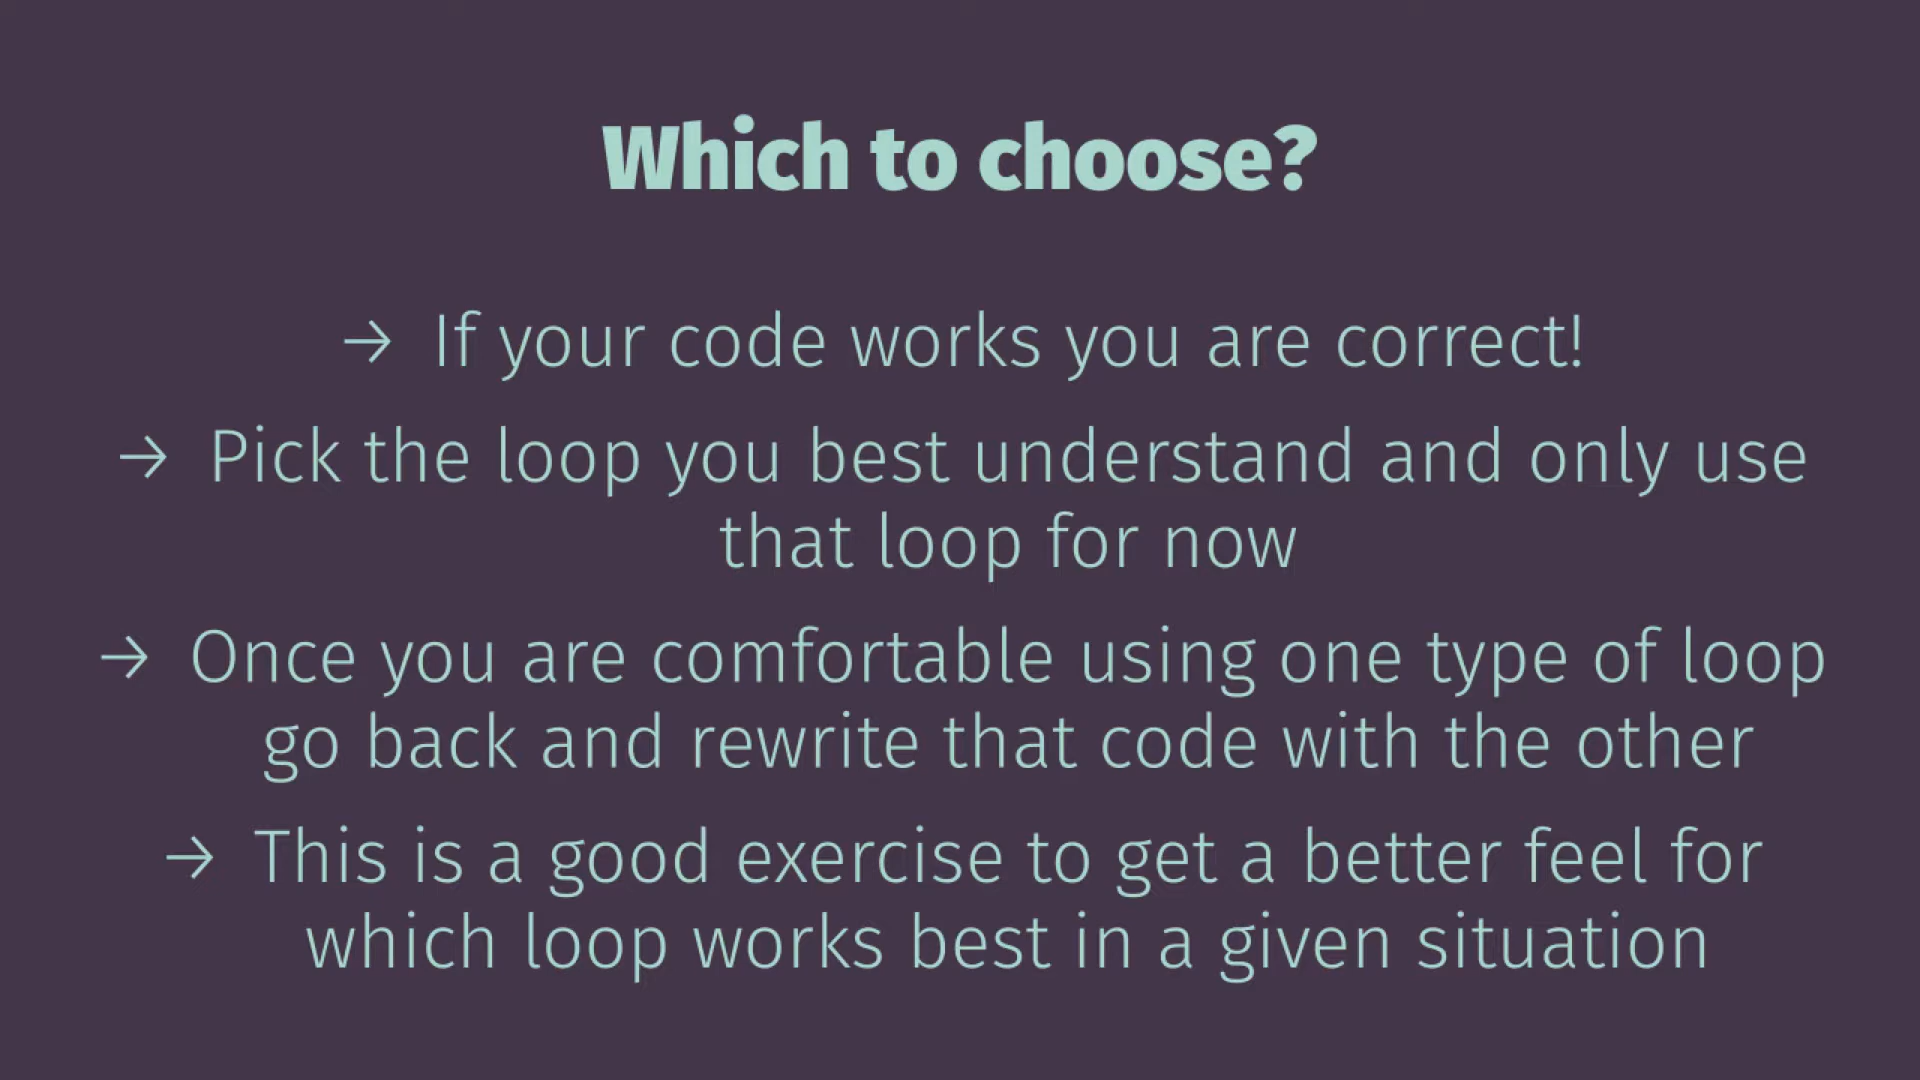 Which to choose?
→ If your code works you are correct!
→ Pick the loop you best understand and only use
that loop for now
→ Once you are comfortable using one type of loop
go back and rewrite that code with the other
→ This is a good exercise to get a better feel for
which loop works best in a given situation